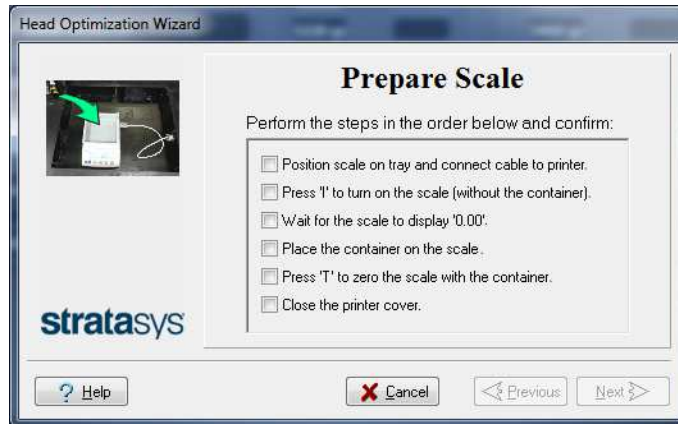 Head Optimization Wizard
Prepare Scale
Perform the steps in the order below and confirm:
Position scale on tray and connect cable to printer.
Press 'I' to turn on the scale (without the container).
Wait for the scale to display '0.00'.
Place the container on the scale.
Press 'T' to zero the scale with the container.
Close the printer cover.
stratasys
? Help
Cancel
Previous
Next